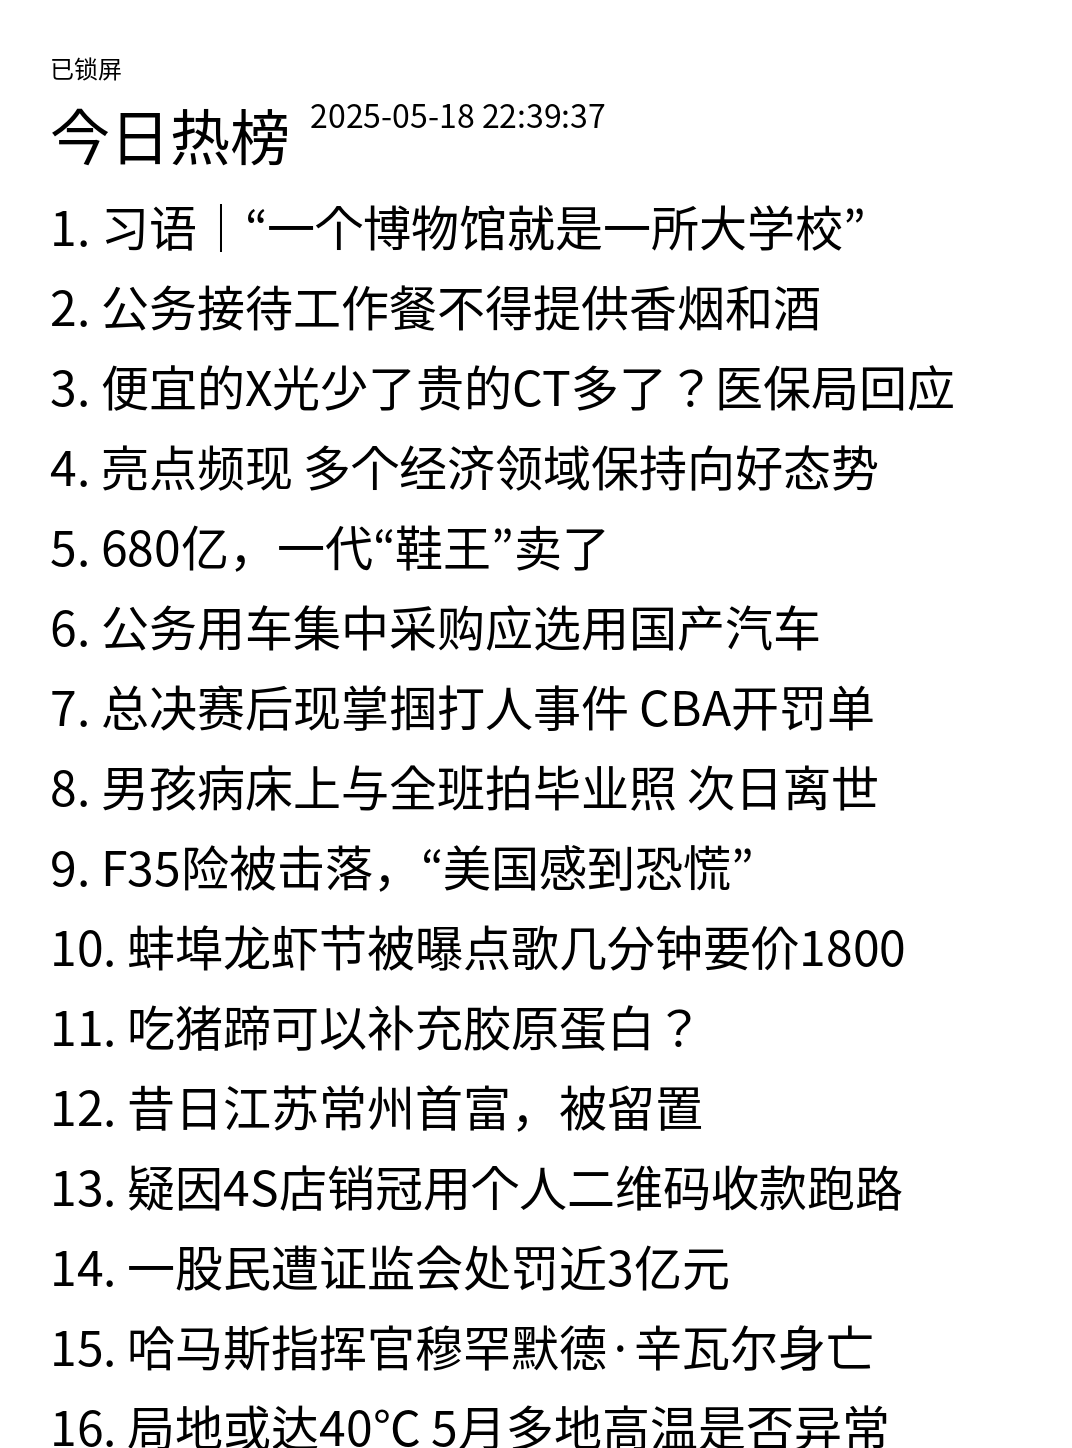 已锁屏
今日热榜 2025-05-18 22:39:37
1. 习语｜“一个博物馆就是一所大学校”
2. 公务接待工作餐不得提供香烟和酒
3. 便宜的X光少了贵的CT多了？医保局回应
4. 亮点频现 多个经济领域保持向好态势
5. 680亿，一代“鞋王”卖了
6. 公务用车集中采购应选用国产汽车
7. 总决赛后现掌掴打人事件 CBA开罚单
8. 男孩病床上与全班拍毕业照 次日离世
9. F35险被击落，“美国感到恐慌”
10. 蚌埠龙虾节被曝点歌几分钟要价1800
11. 吃猪蹄可以补充胶原蛋白？
12. 昔日江苏常州首富，被留置
13. 疑因4S店销冠用个人二维码收款跑路
14. 一股民遭证监会处罚近3亿元
15. 哈马斯指挥官穆罕默德·辛瓦尔身亡
16. 局地或达40℃ 5月多地高温是否异常